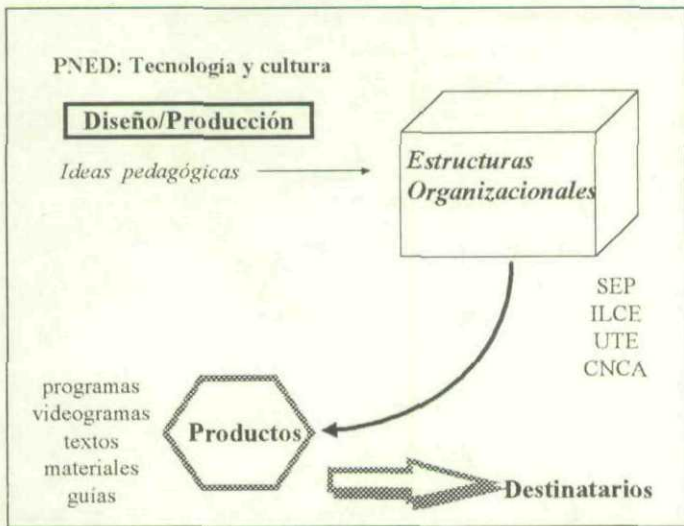 PNED: Tecnología y cultura
Diseño/Producción
Ideas pedagógicas
Estructuras
Organizacionales
SEP
ILCE
UTE
CNCA
programas
videogramas
textos
materiales
guías
Productos
Destinatarios